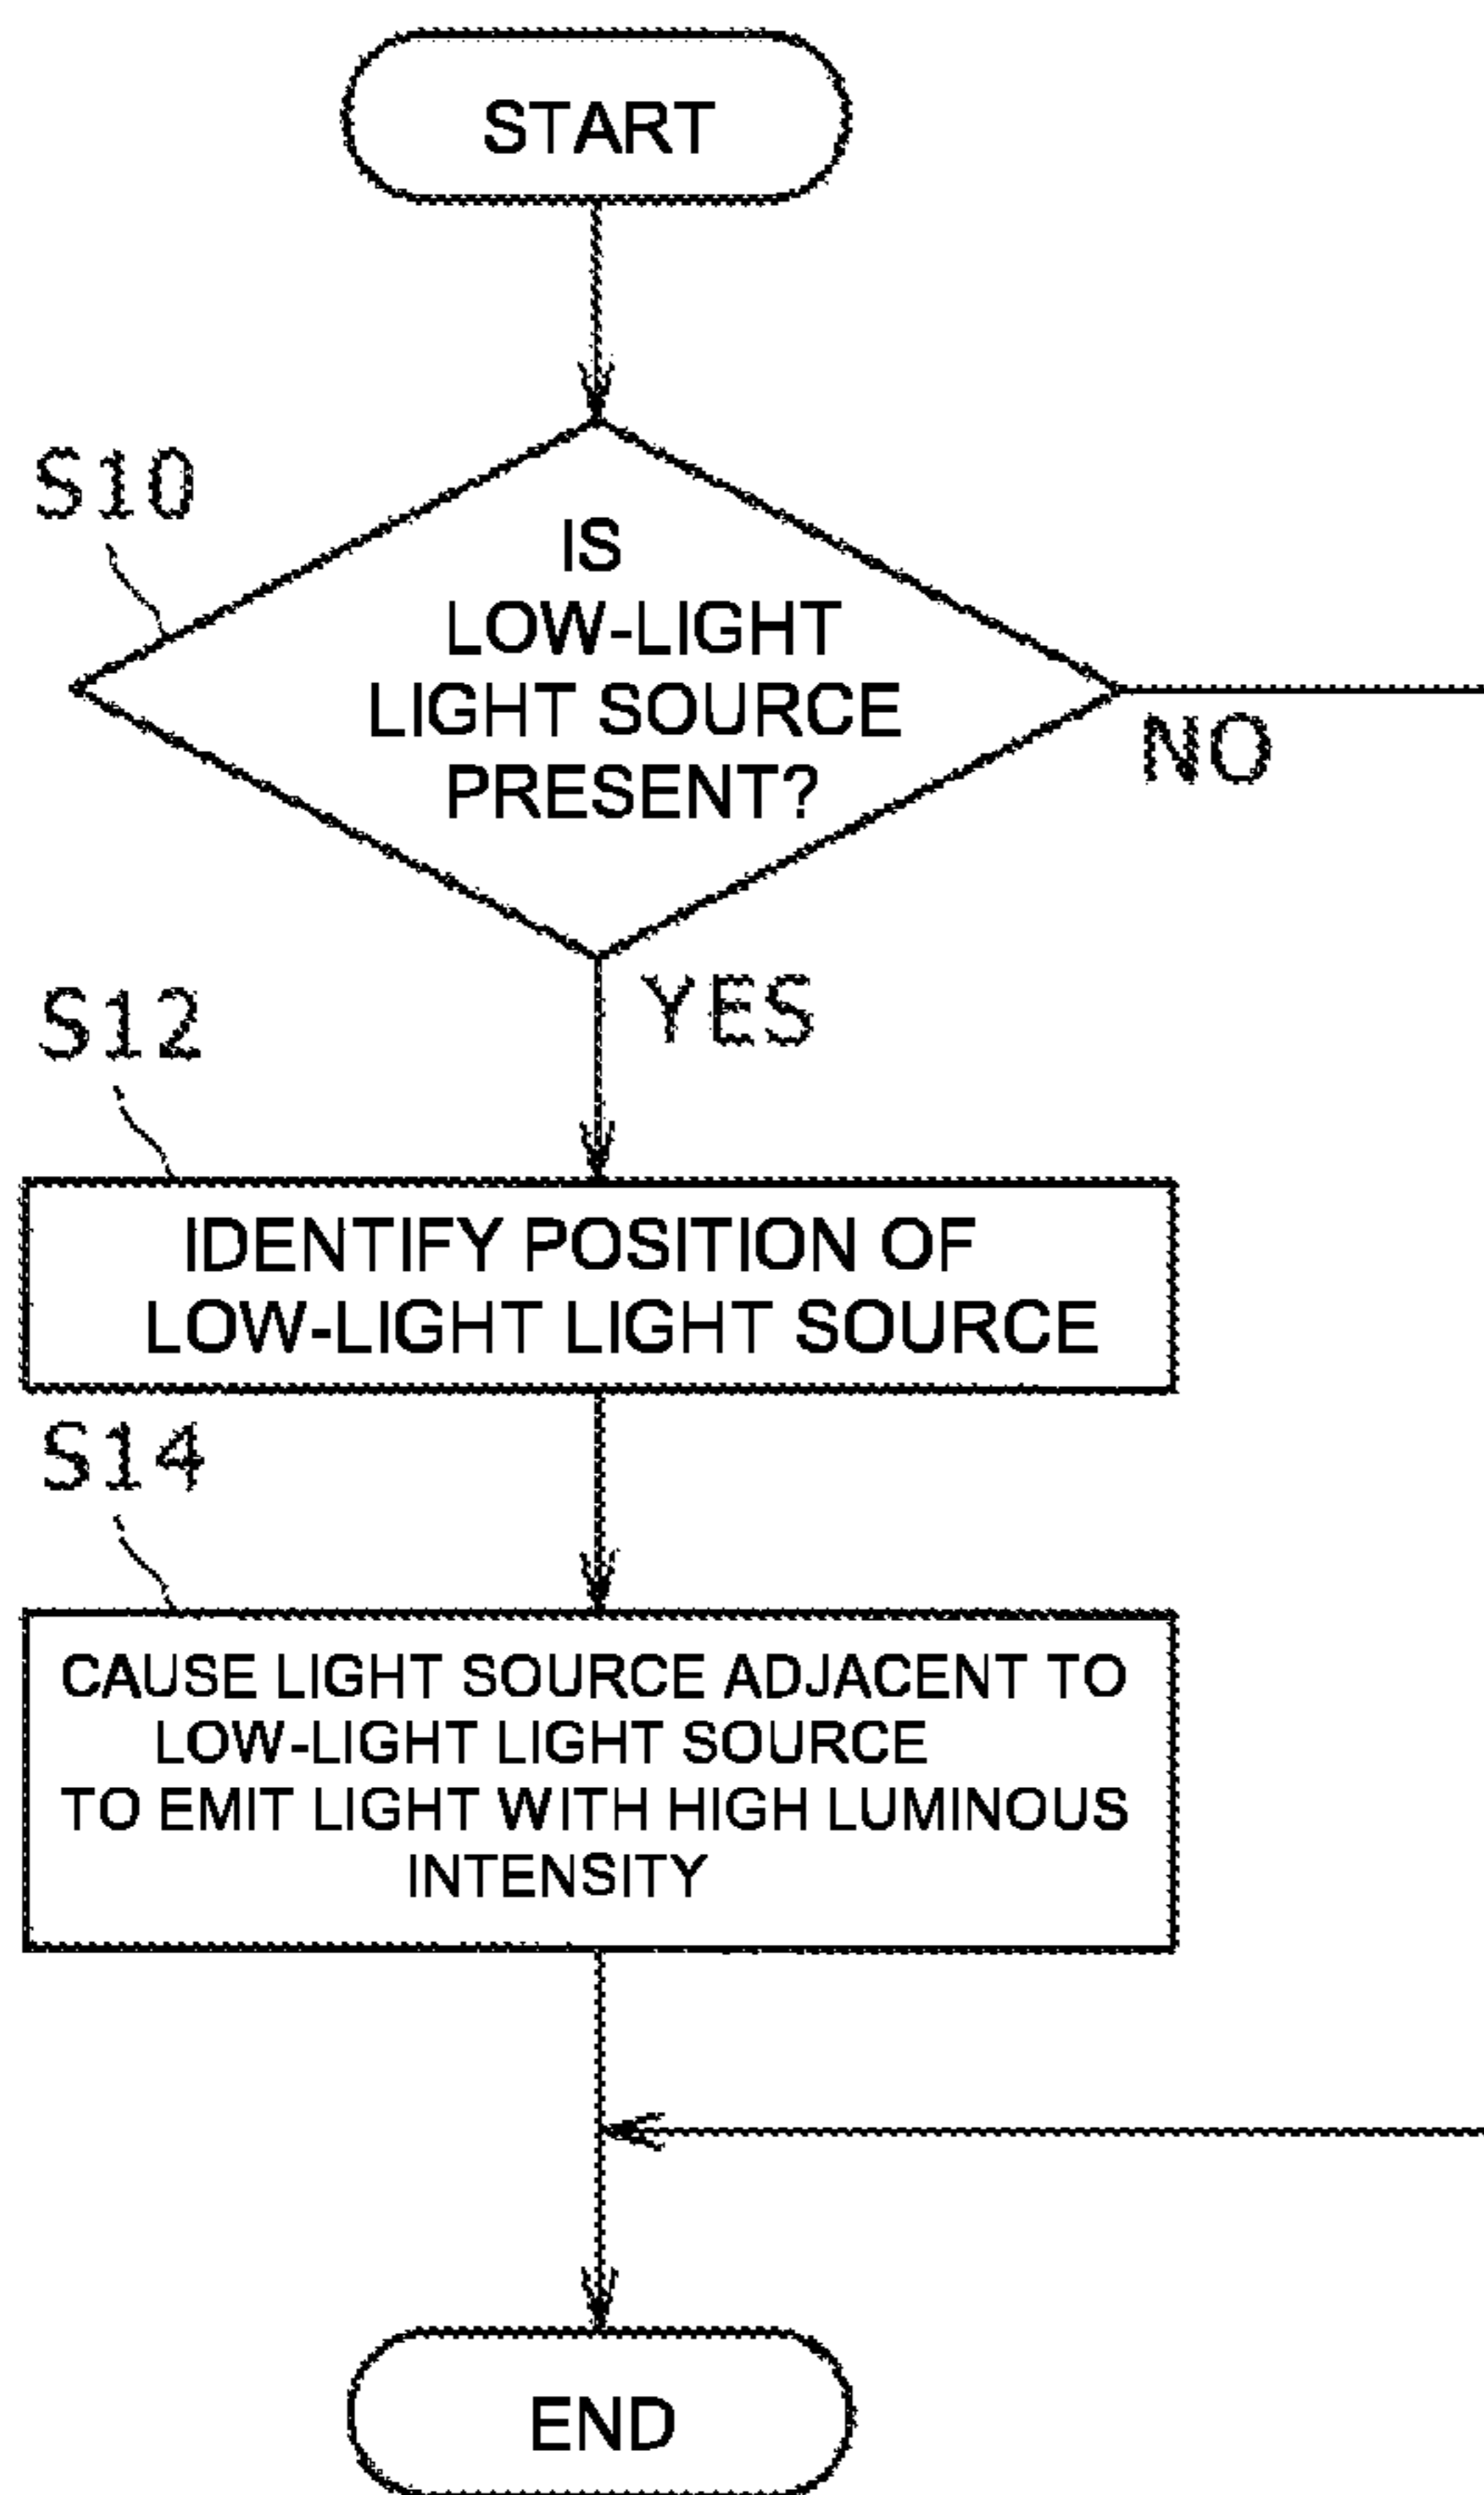 START
S10
IS
LOW-LIGHT
LIGHT SOURCE
PRESENT?
NO
YES
S12
IDENTIFY POSITION OF
LOW-LIGHT LIGHT SOURCE
S14
CAUSE LIGHT SOURCE ADJACENT TO
LOW-LIGHT LIGHT SOURCE
TO EMIT LIGHT WITH HIGH LUMINOUS
INTENSITY
END